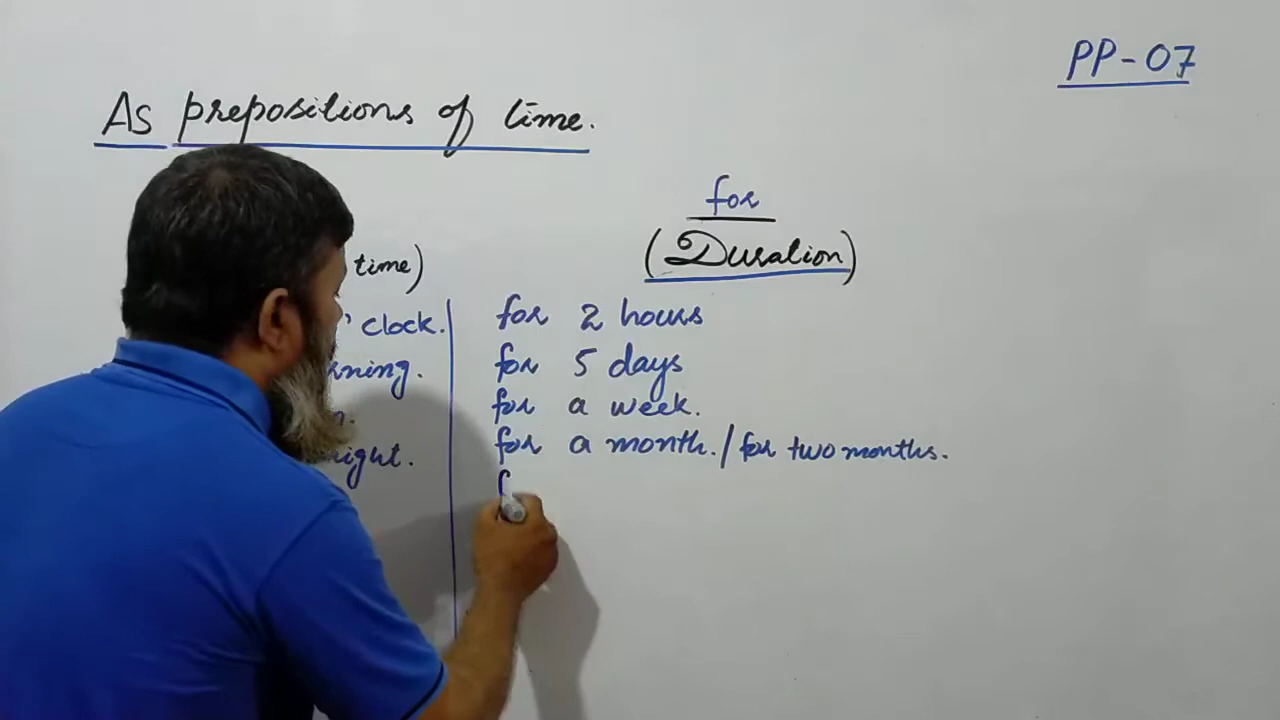 PP-07
As prepositions of time.
for
(Duration)
time)
clock.
for 2 hours
for 5 days
for a week.
for a month./for two months.